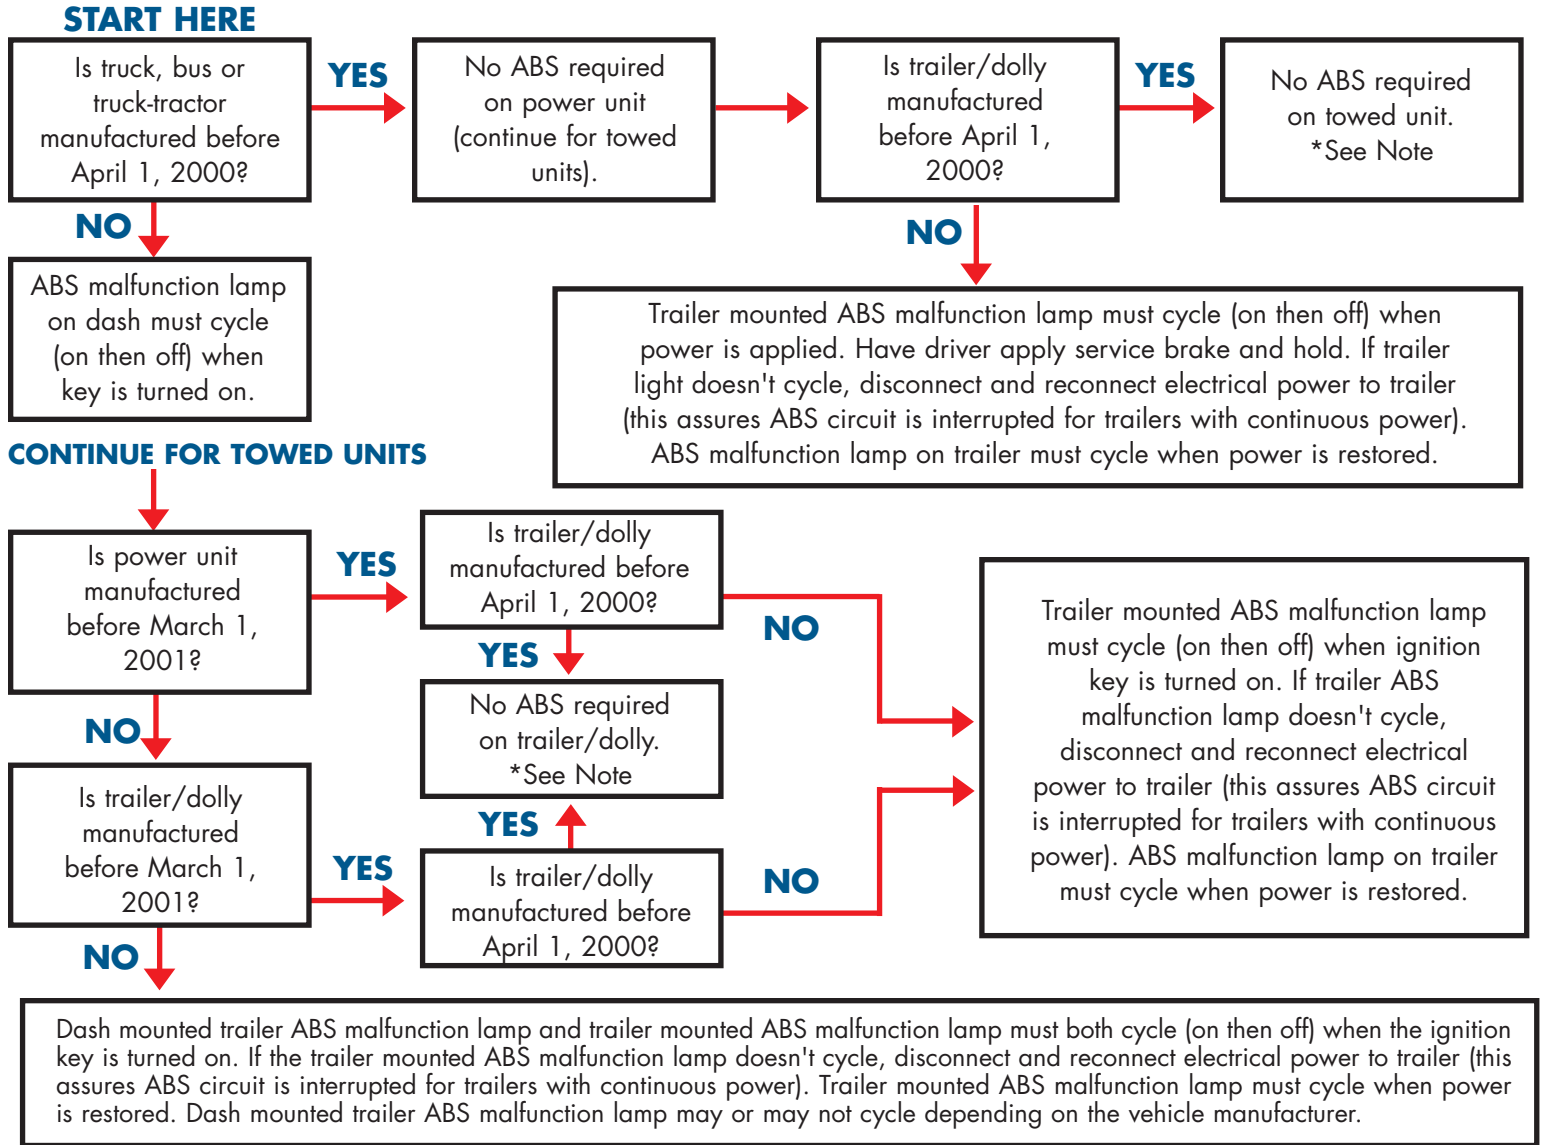 START HERE
Is truck, bus or
truck-tractor
manufactured before
April 1, 2000?
YES
No ABS required
on power unit
(continue for towed
units).
Is trailer/dolly
manufactured
before April 1,
2000?
YES
No ABS required
on towed unit.
*See Note
NO
ABS malfunction lamp
on dash must cycle
(on then off) when
key is turned on.
NO
Trailer mounted ABS malfunction lamp must cycle (on then off) when
power is applied. Have driver apply service brake and hold. If trailer
light doesn't cycle, disconnect and reconnect electrical power to trailer
(this assures ABS circuit is interrupted for trailers with continuous power).
ABS malfunction lamp on trailer must cycle when power is restored.
CONTINUE FOR TOWED UNITS
Is power unit
manufactured
before March 1,
2001?
YES
Is trailer/dolly
manufactured before
April 1, 2000?
NO
YES
No ABS required
on trailer/dolly.
*See Note
NO
Is trailer/dolly
manufactured
before March 1,
2001?
YES
YES
Is trailer/dolly
manufactured before
April 1, 2000?
NO
Trailer mounted ABS malfunction lamp
must cycle (on then off) when ignition
key is turned on. If trailer ABS
malfunction lamp doesn't cycle,
disconnect and reconnect electrical
power to trailer (this assures ABS circuit
is interrupted for trailers with continuous
power). ABS malfunction lamp on trailer
must cycle when power is restored.
NO
Dash mounted trailer ABS malfunction lamp and trailer mounted ABS malfunction lamp must both cycle (on then off) when the ignition
key is turned on. If the trailer mounted ABS malfunction lamp doesn't cycle, disconnect and reconnect electrical power to trailer (this
assures ABS circuit is interrupted for trailers with continuous power). Trailer mounted ABS malfunction lamp must cycle when power
is restored. Dash mounted trailer ABS malfunction lamp may or may not cycle depending on the vehicle manufacturer.